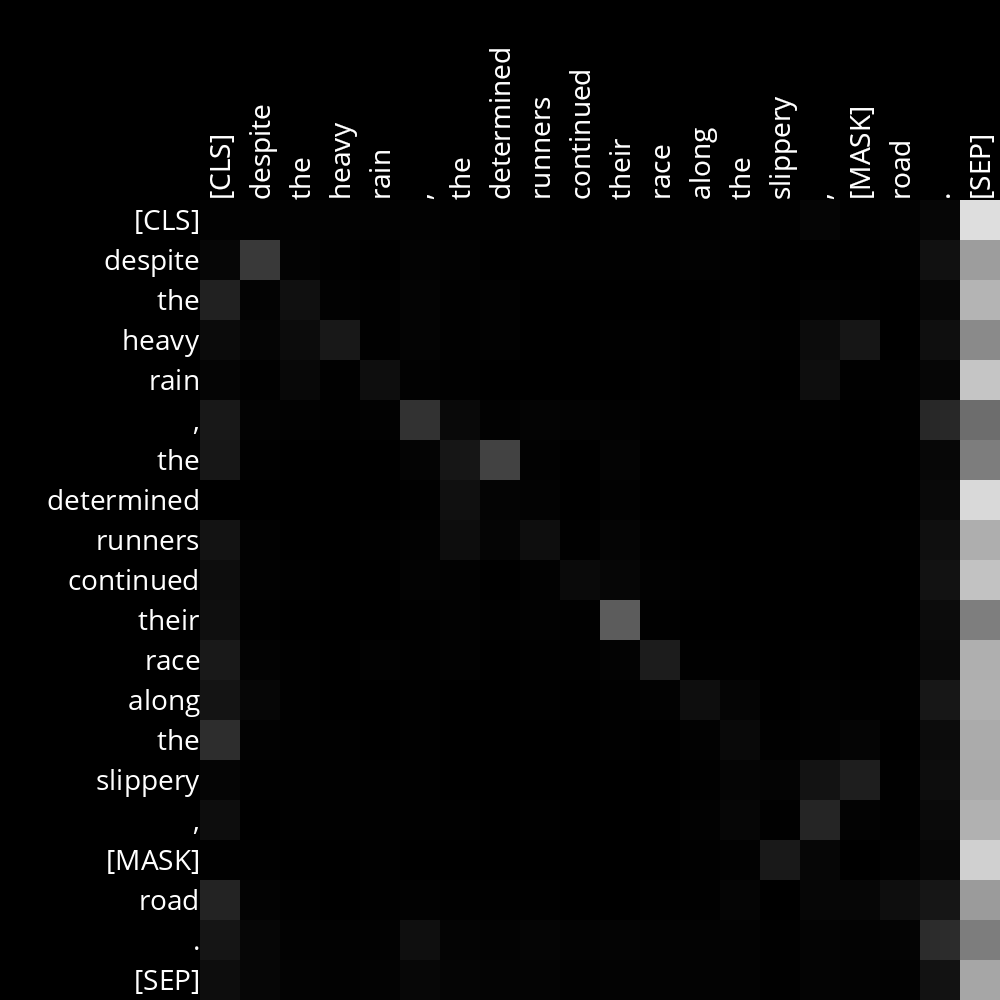 [CLS] despite the heavy rain , the determined runners continued their race along the slippery , [MASK] road . [SEP]
[CLS]
despite
the
heavy
rain
,
the
determined
runners
continued
their
race
along
the
slippery
,
[MASK]
road
.
[SEP]